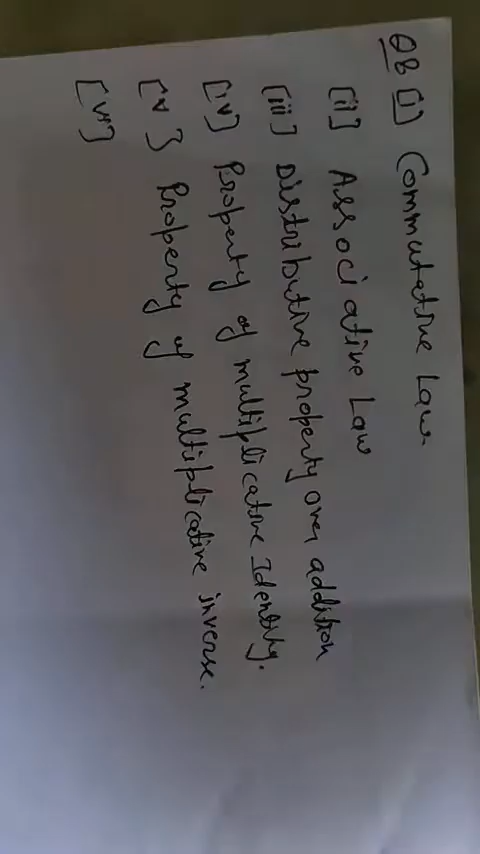 Q8 [i] Commutative Law.
[ii] Associative Law
[iii] Distributive property over addition
[iv] Property of multiplicative Identity.
[v] Property of multiplicative inverse.
[vi]